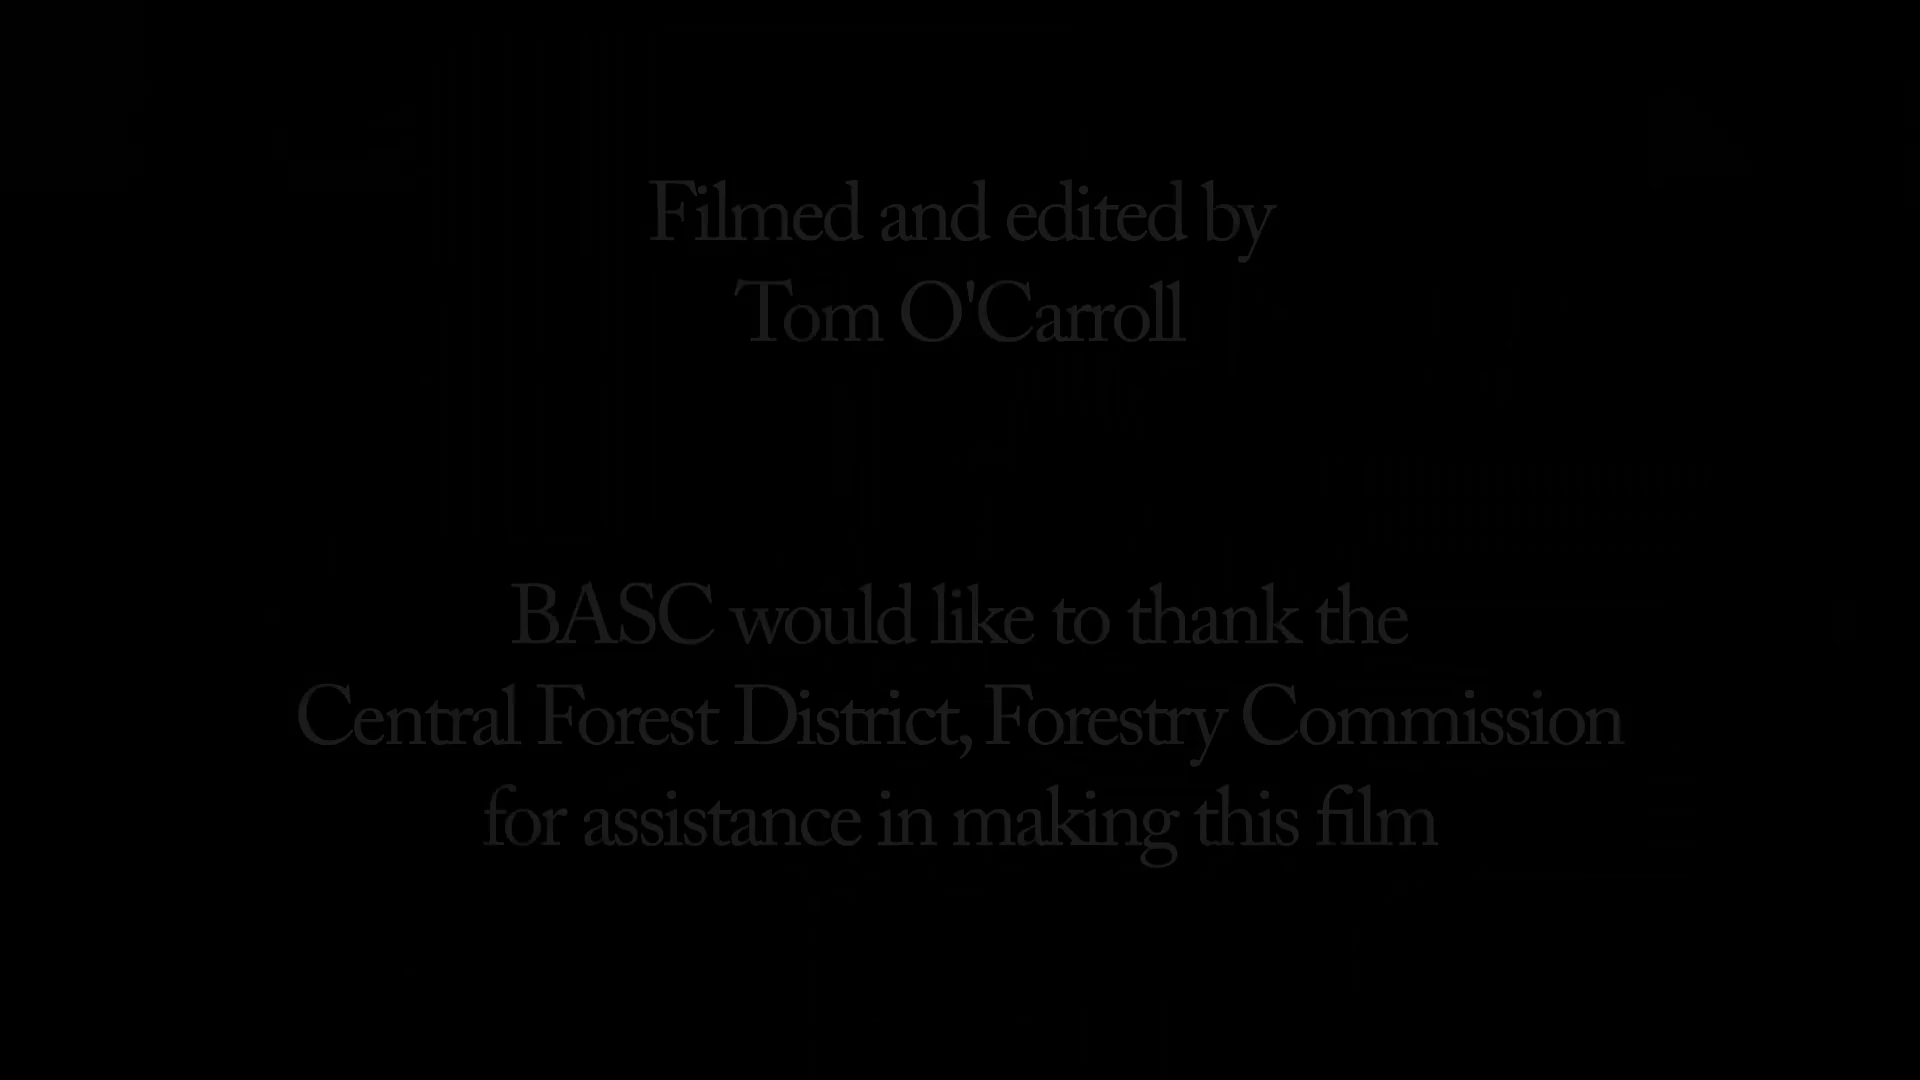 Filmed and edited by
Tom O'Carroll
BASC would like to thank the
Central Forest District, Forestry Commission
for assistance in making this film